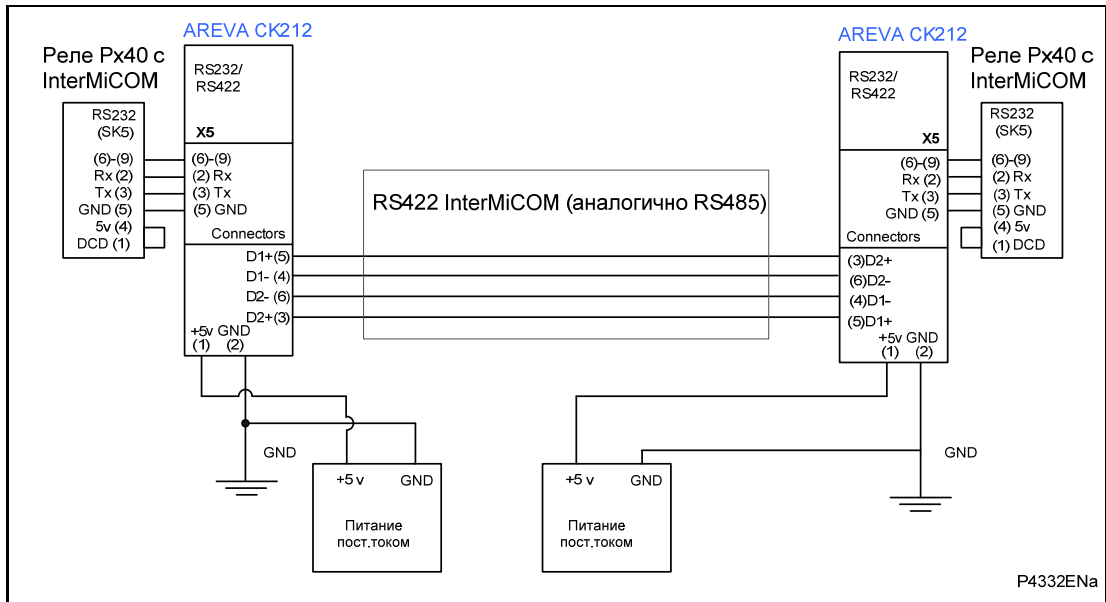 AREVA CK212
Реле Px40 с
InterMiCOM
RS232
(SK5)
(6)-(9)
Rx (2)
Tx (3)
GND (5)
5v (4)
DCD (1)
RS232/
RS422
X5
(6)-(9)
(2) Rx
(3) Tx
(5) GND
Connectors
D1+(5)
D1- (4)
D2- (6)
D2+(3)
+5v GND
(1) (2)
RS422 InterMiCOM (аналогично RS485)
AREVA CK212
Реле Px40 с
InterMiCOM
RS232/
RS422
X5
(6)-(9)
Rx (2)
Tx (3)
GND (5)
Connectors
(3)D2+
(6)D2-
(4)D1-
(5)D1+
+5v GND
(1) (2)
RS232
(SK5)
(6)-(9)
(2) Rx
(3) Tx
(5) GND
(4) 5v
(1) DCD
GND
+5 v GND
Питание
пост.током
+5 v GND
Питание
пост.током
GND
P4332ENa